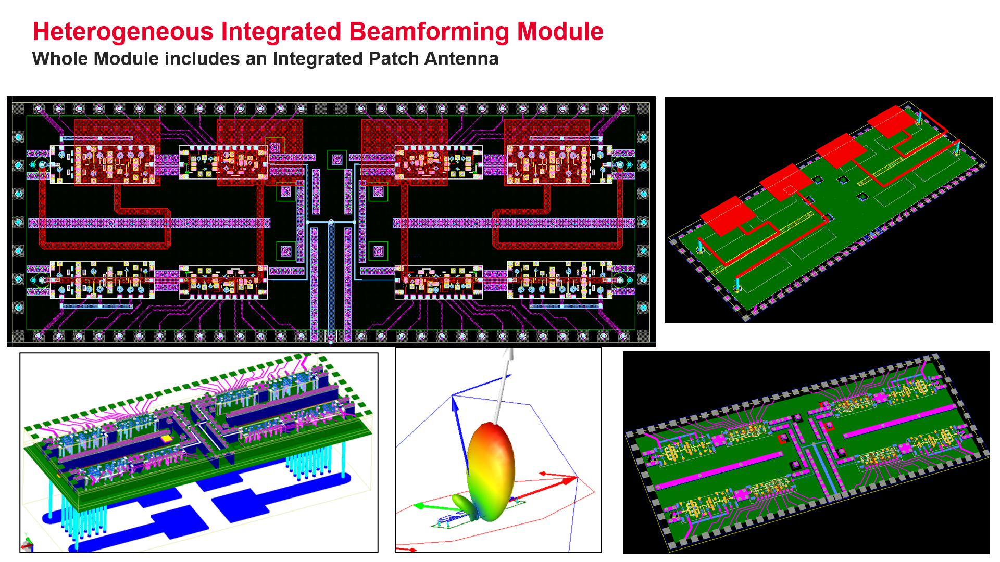 Heterogeneous Integrated Beamforming Module
Whole Module includes an Integrated Patch Antenna